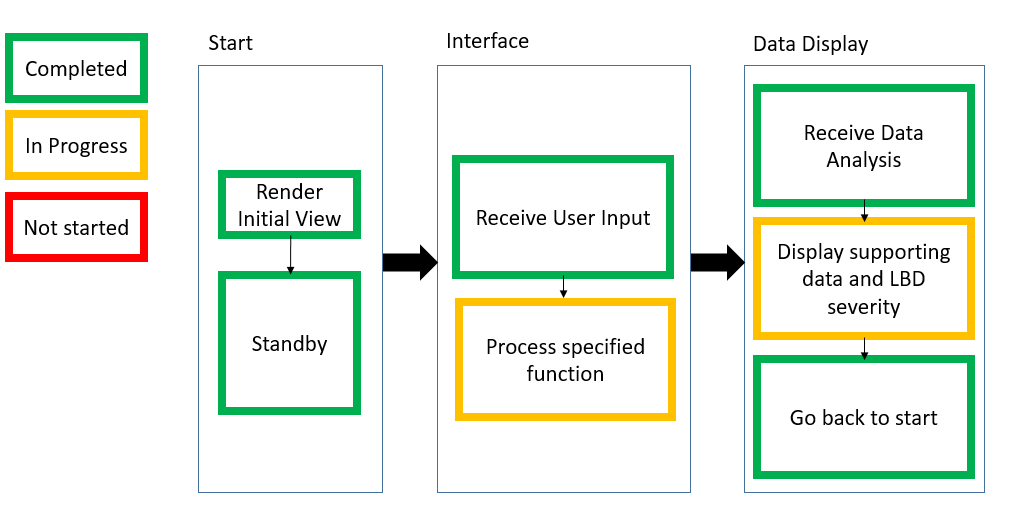 Completed
In Progress
Not started
Start
Render
Initial View
Standby
Interface
Receive User Input
Process specified
function
Data Display
Receive Data
Analysis
Display supporting
data and LBD
severity
Go back to start